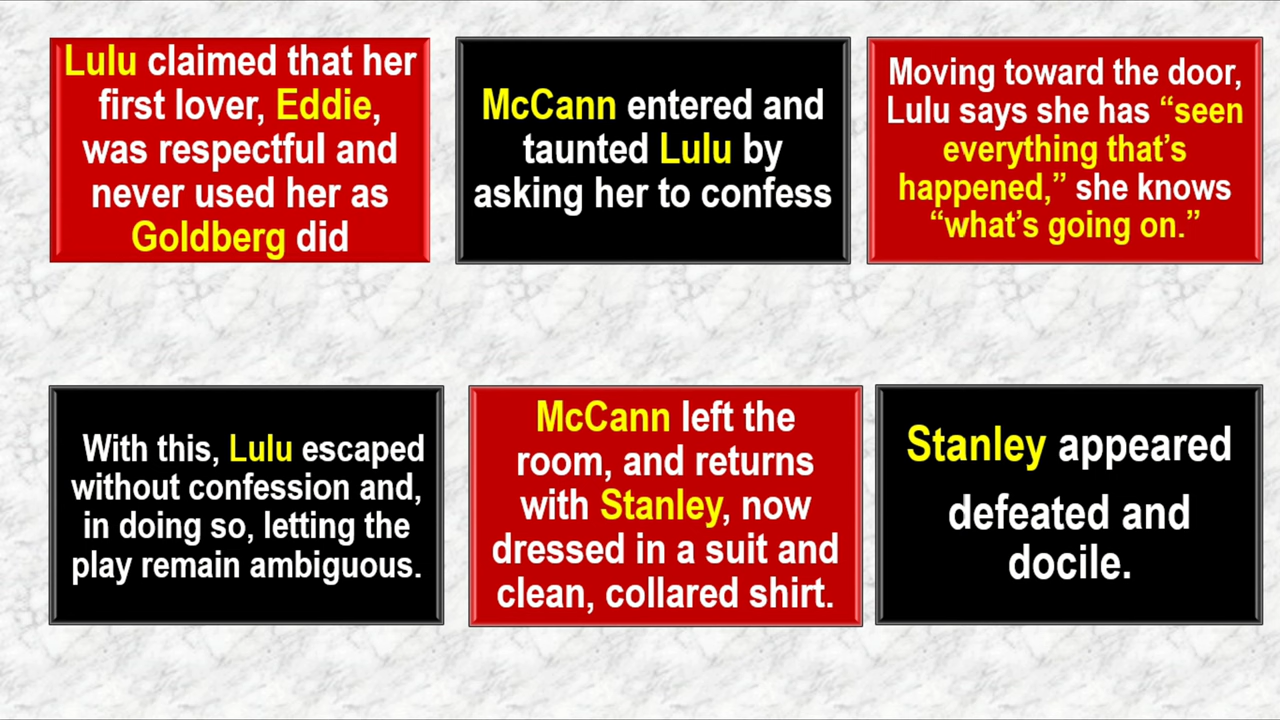 Lulu claimed that her
first lover, Eddie,
was respectful and
never used her as
Goldberg did
McCann entered and
taunted Lulu by
asking her to confess
Moving toward the door,
Lulu says she has “seen
everything that’s
happened,” she knows
“what’s going on.”
With this, Lulu escaped
without confession and,
in doing so, letting the
play remain ambiguous.
McCann left the
room, and returns
with Stanley, now
dressed in a suit and
clean, collared shirt.
Stanley appeared
defeated and
docile.